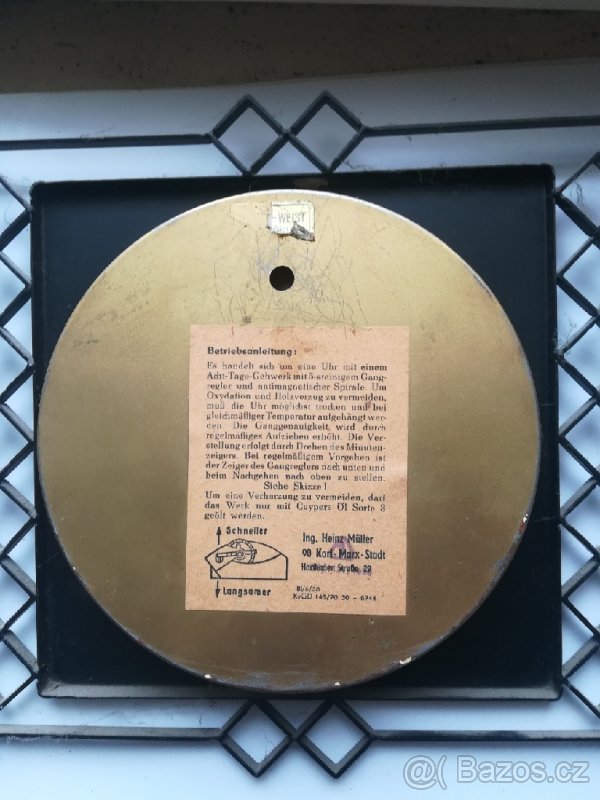 WEIST
Betriebsanleitung:
Es handelt sich um eine Uhr mit einem
Acht-Tage-Gehwerk mit 5-steinigem Gang-
regler und antimagnetischer Spirale. Um
Oxydation und Holzverzug zu vermeiden,
muß die Uhr möglichst trocken und bei
gleichmäßiger Temperatur aufgehängt wer-
den. Die Ganggenauigkeit wird durch
regelmäßiges Aufziehen erhöht. Die Ver-
stellung erfolgt durch Drehen des Minuten-
zeigers. Bei regelmäßigem Vorgehen ist
der Zeiger des Gangreglers nach unten und
beim Nachgehen nach oben zu stellen.
Siehe Skizze!
Um eine Verharzung zu vermeiden, darf
das Werk nur mit Cuypers Öl Sorte 3
geölt werden.
Schneller
Langsamer
Ing. Heinz Müller
90 Karl-Marx-Stadt
Straße 29
145/70
@( Bazos.cz